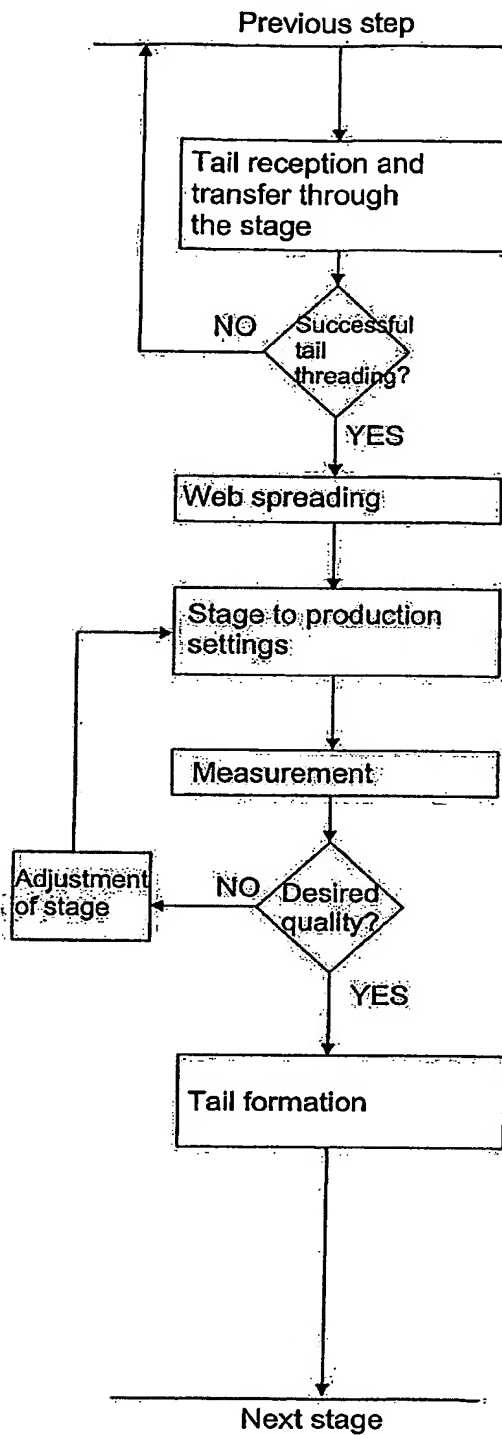 Previous step
Tail reception and
transfer through
the stage
NO
Successful
tail
threading?
YES
Web spreading
Stage to production
settings
Measurement
Adjustment
of stage
NO
Desired
quality?
YES
Tail formation
Next stage